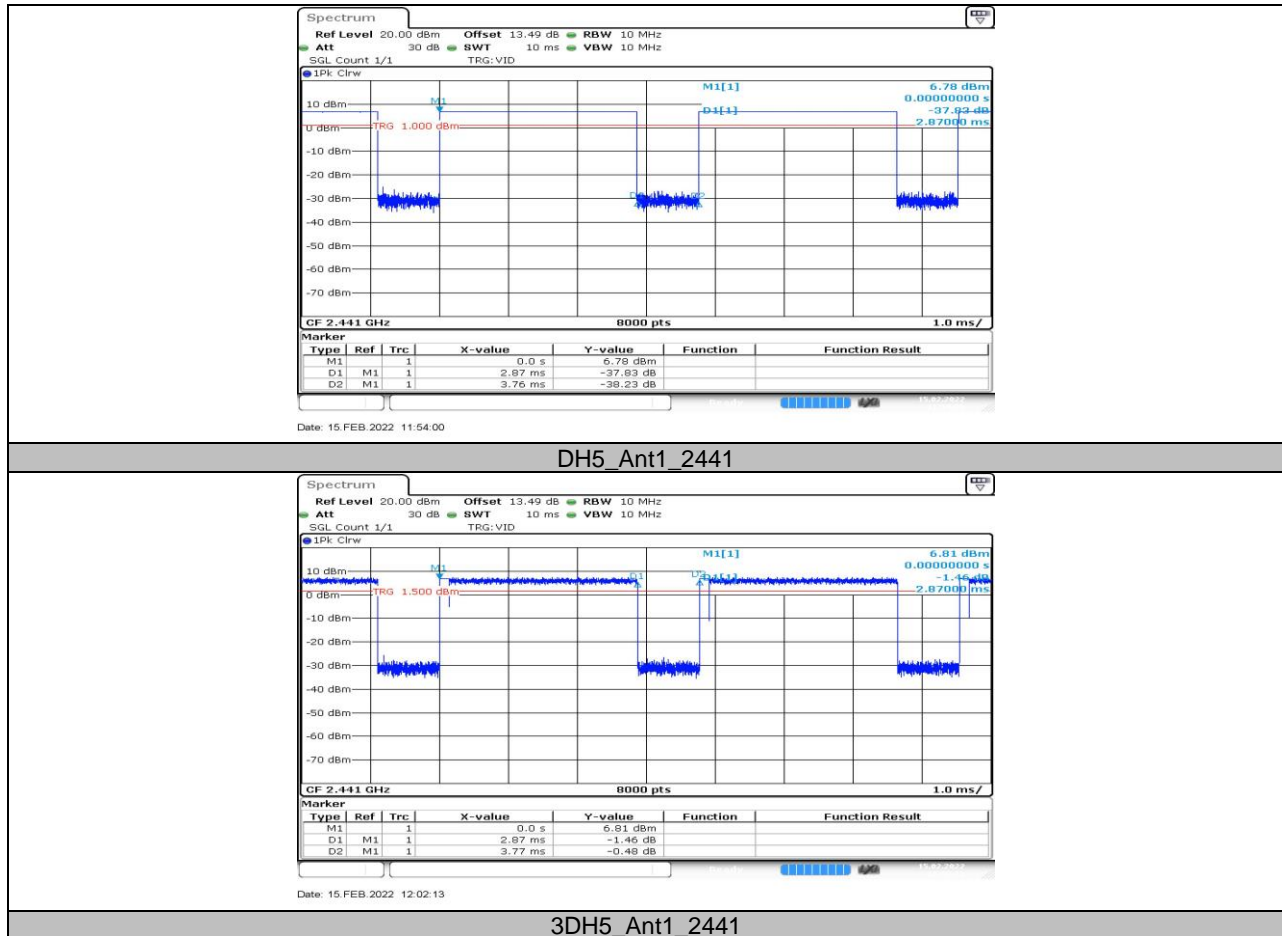 Spectrum
Ref Level 20.00 dBm Offset 13.49 dB RBW 10 MHz
Att 30 dB SWT 10 ms VBW 10 MHz
SGL Count 1/1 TRG:VID
1Pk Clrw
M1[1] 6.78 dBm
0.00000000 s
D1[1] -37.83 dB
2.87000 ms
M1
10 dBm
0 dBm
TRG 1.000 dBm
-10 dBm
-20 dBm
-30 dBm
-40 dBm
-50 dBm
-60 dBm
-70 dBm
CF 2.441 GHz 8000 pts 1.0 ms/
Marker
Type Ref Trc X-value Y-value Function Function Result
M1 1 0.0 s 6.78 dBm
D1 M1 1 2.87 ms -37.83 dB
D2 M1 1 3.76 ms -38.23 dB
Date: 15.FEB.2022 11:54:00
DH5_Ant1_2441
Spectrum
Ref Level 20.00 dBm Offset 13.49 dB RBW 10 MHz
Att 30 dB SWT 10 ms VBW 10 MHz
SGL Count 1/1 TRG:VID
1Pk Clrw
M1[1] 6.81 dBm
0.00000000 s
D1[1] -1.46 dB
2.87000 ms
M1
D1
D2
10 dBm
0 dBm
TRG 1.500 dBm
-10 dBm
-20 dBm
-30 dBm
-40 dBm
-50 dBm
-60 dBm
-70 dBm
CF 2.441 GHz 8000 pts 1.0 ms/
Marker
Type Ref Trc X-value Y-value Function Function Result
M1 1 0.0 s 6.81 dBm
D1 M1 1 2.87 ms -1.46 dB
D2 M1 1 3.77 ms -0.48 dB
Date: 15.FEB.2022 12:02:13
3DH5_Ant1_2441